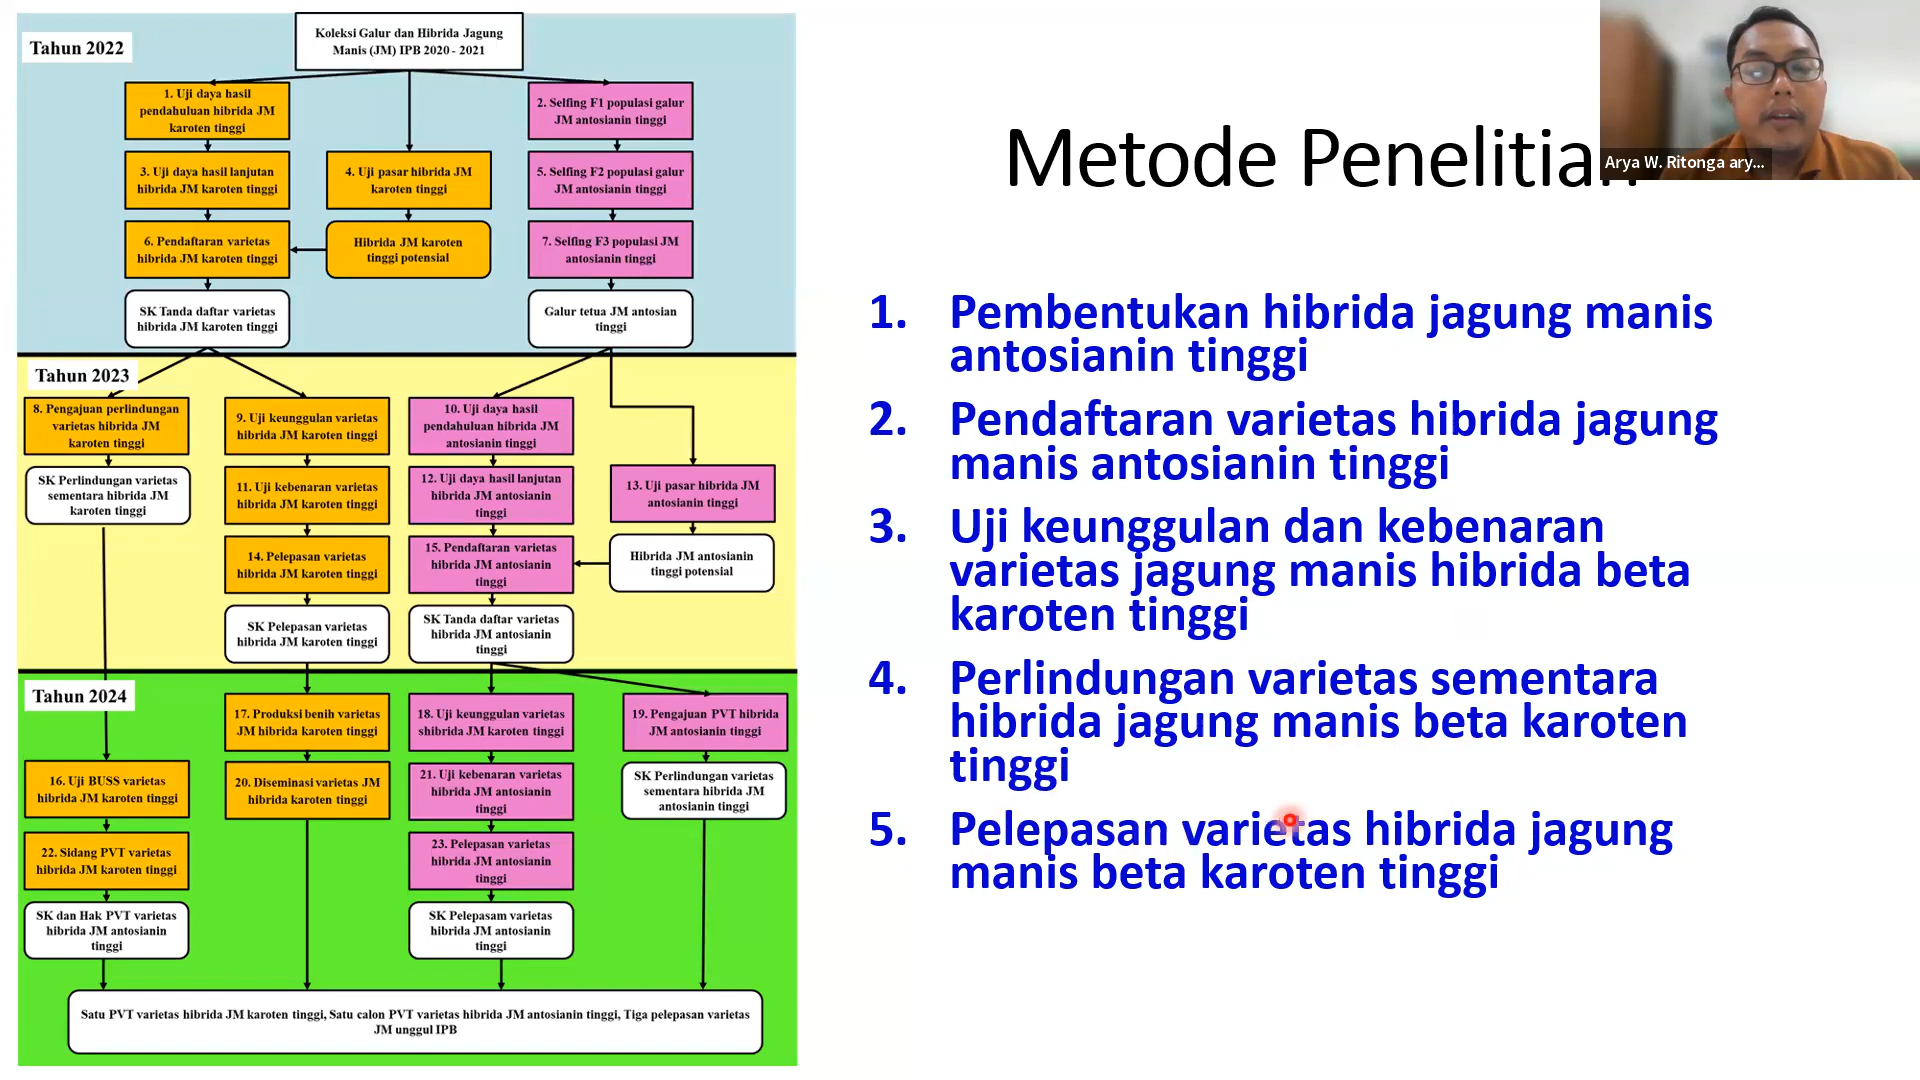 Tahun 2022
Koleksi Galur dan Hibrida Jagung
Manis (JM) IPB 2020 - 2021
1. Uji daya hasil
pendahuluan hibrida JM
karoten tinggi
2. Selfing F1 populasi galur
JM antosianin tinggi
3. Uji daya hasil lanjutan
hibrida JM karoten tinggi
4. Uji pasar hibrida JM
karoten tinggi
5. Selfing F2 populasi galur
JM antosianin tinggi
6. Pendaftaran varietas
hibrida JM karoten tinggi
Hibrida JM karoten
tinggi potensial
7. Selfing F3 populasi JM
antosianin tinggi
SK Tanda daftar varietas
hibrida JM karoten tinggi
Galur tetua JM antosian
tinggi
Tahun 2023
8. Pengajuan perlindungan
varietas hibrida JM
karoten tinggi
9. Uji keunggulan varietas
hibrida JM karoten tinggi
10. Uji daya hasil
pendahuluan hibrida JM
antosianin tinggi
SK Perlindungan varietas
sementara hibrida JM
karoten tinggi
11. Uji kebenaran varietas
hibrida JM karoten tinggi
12. Uji daya hasil lanjutan
hibrida JM antosianin
tinggi
13. Uji pasar hibrida JM
antosianin tinggi
14. Pelepasan varietas
hibrida JM karoten tinggi
15. Pendaftaran varietas
hibrida JM antosianin
tinggi
Hibrida JM antosianin
tinggi potensial
SK Pelepasan varietas
hibrida JM karoten tinggi
SK Tanda daftar varietas
hibrida JM antosianin
tinggi
Tahun 2024
17. Produksi benih varietas
JM hibrida karoten tinggi
18. Uji keunggulan varietas
shibrida JM karoten tinggi
19. Pengajuan PVT hibrida
JM antosianin tinggi
16. Uji BUSS varietas
hibrida JM karoten tinggi
20. Diseminasi varietas JM
hibrida karoten tinggi
21. Uji kebenaran varietas
hibrida JM antosianin
tinggi
SK Perlindungan varietas
sementara hibrida JM
antosianin tinggi
22. Sidang PVT varietas
hibrida JM karoten tinggi
23. Pelepasan varietas
hibrida JM antosianin
tinggi
SK dan Hak PVT varietas
hibrida JM antosianin
tinggi
SK Pelepasam varietas
hibrida JM antosianin
tinggi
Satu PVT varietas hibrida JM karoten tinggi, Satu calon PVT varietas hibrida JM antosianin tinggi, Tiga pelepasan varietas
JM unggul IPB
Metode Penelitian
1. Pembentukan hibrida jagung manis
antosianin tinggi
2. Pendaftaran varietas hibrida jagung
manis antosianin tinggi
3. Uji keunggulan dan kebenaran
varietas jagung manis hibrida beta
karoten tinggi
4. Perlindungan varietas sementara
hibrida jagung manis beta karoten
tinggi
5. Pelepasan varietas hibrida jagung
manis beta karoten tinggi
Arya W. Ritonga ary...